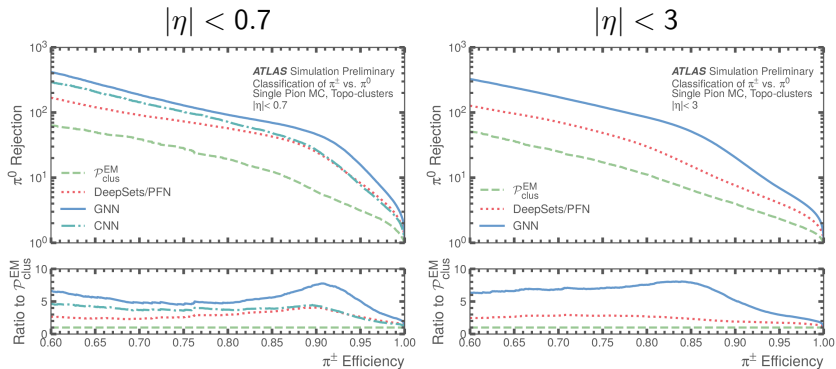 |η| < 0.7
10³
10²
10¹
10⁰
π⁰ Rejection
ATLAS Simulation Preliminary
Classification of π± vs. π⁰
Single Pion MC, Topo-clusters
|η|< 0.7
𝒫EM clus
DeepSets/PFN
GNN
CNN
10
5
0
Ratio to 𝒫EM clus
0.60 0.65 0.70 0.75 0.80 0.85 0.90 0.95 1.00
π± Efficiency
|η| < 3
10³
10²
10¹
10⁰
π⁰ Rejection
ATLAS Simulation Preliminary
Classification of π± vs. π⁰
Single Pion MC, Topo-clusters
|η|< 3
𝒫EM clus
DeepSets/PFN
GNN
10
5
0
Ratio to 𝒫EM clus
0.60 0.65 0.70 0.75 0.80 0.85 0.90 0.95 1.00
π± Efficiency